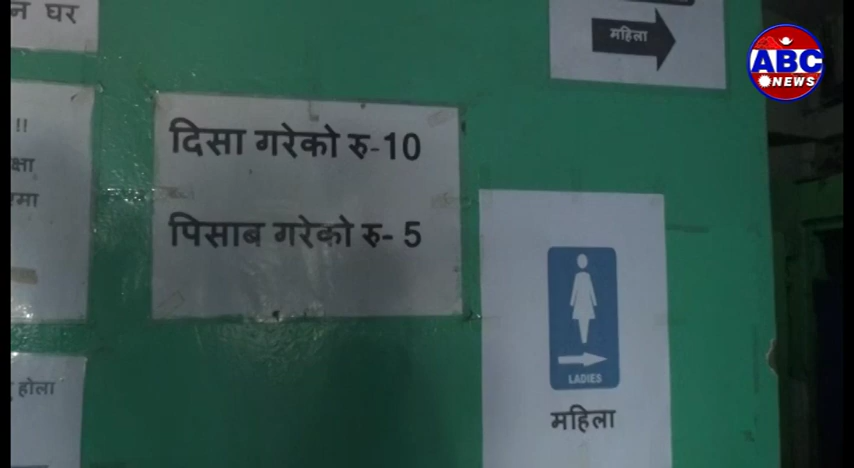 न घर
महिला
ABC
NEWS
!!
क्षा
दिसा गरेको रु-10
पिसाब गरेको रु- 5
होला
LADIES
महिला